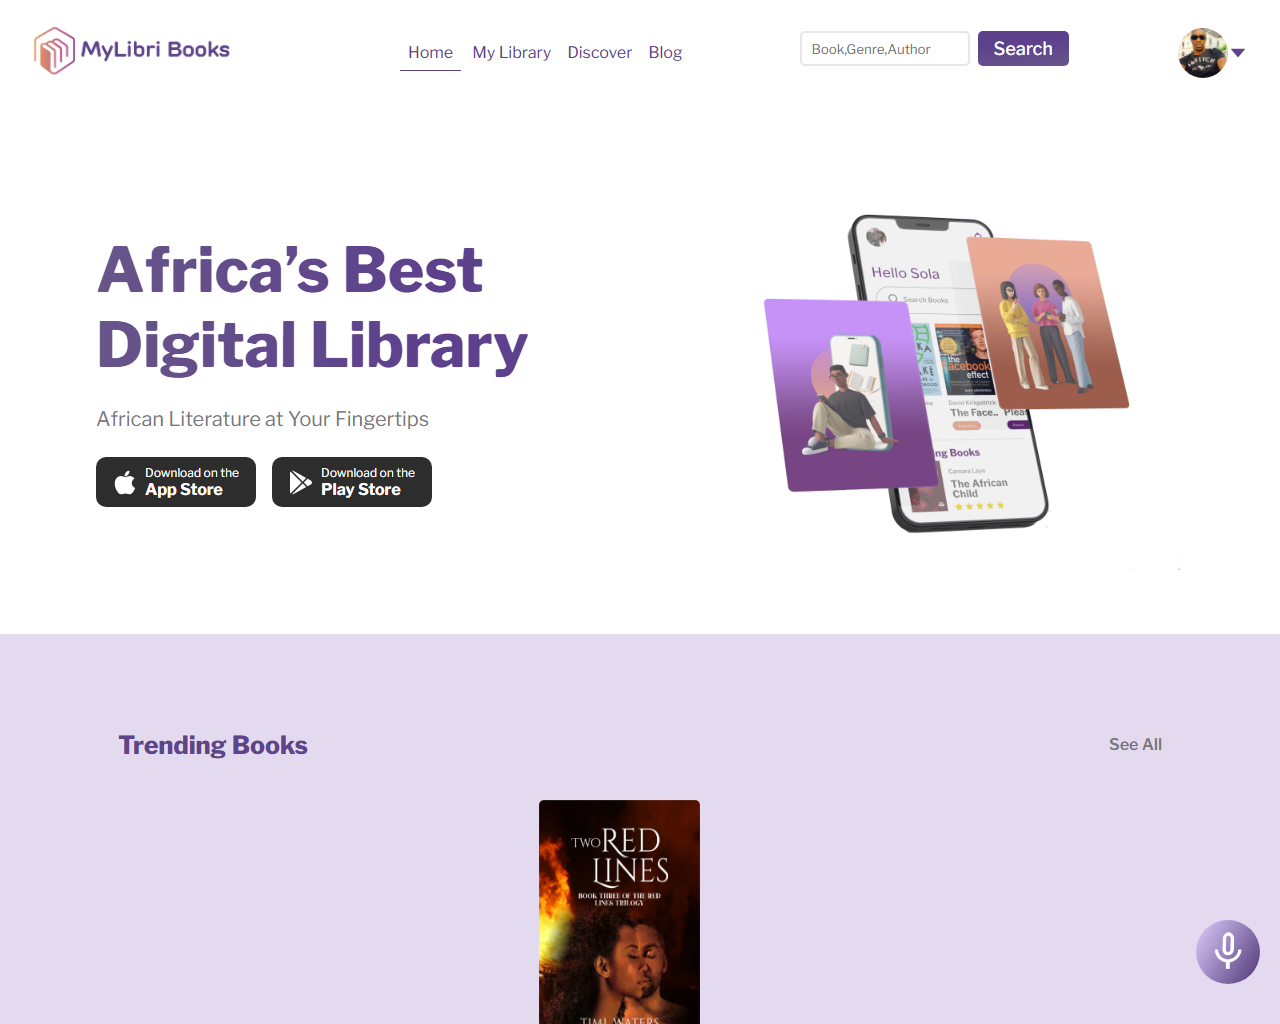 MyLibri Books
Home
My Library
Discover
Blog
Book,Genre,Author
Search
Africa’s Best
Digital Library
African Literature at Your Fingertips
Download on the
App Store
Download on the
Play Store
Hello Sola
Search Books
the
facebook
effect
David Kirkpatrick
The Face..
Pleas
ng Books
Camara Laye
The African
Child
Trending Books
See All
TWO RED
LINES
BOOK THREE OF THE RED
LINES TRILOGY
TIMI WATERS